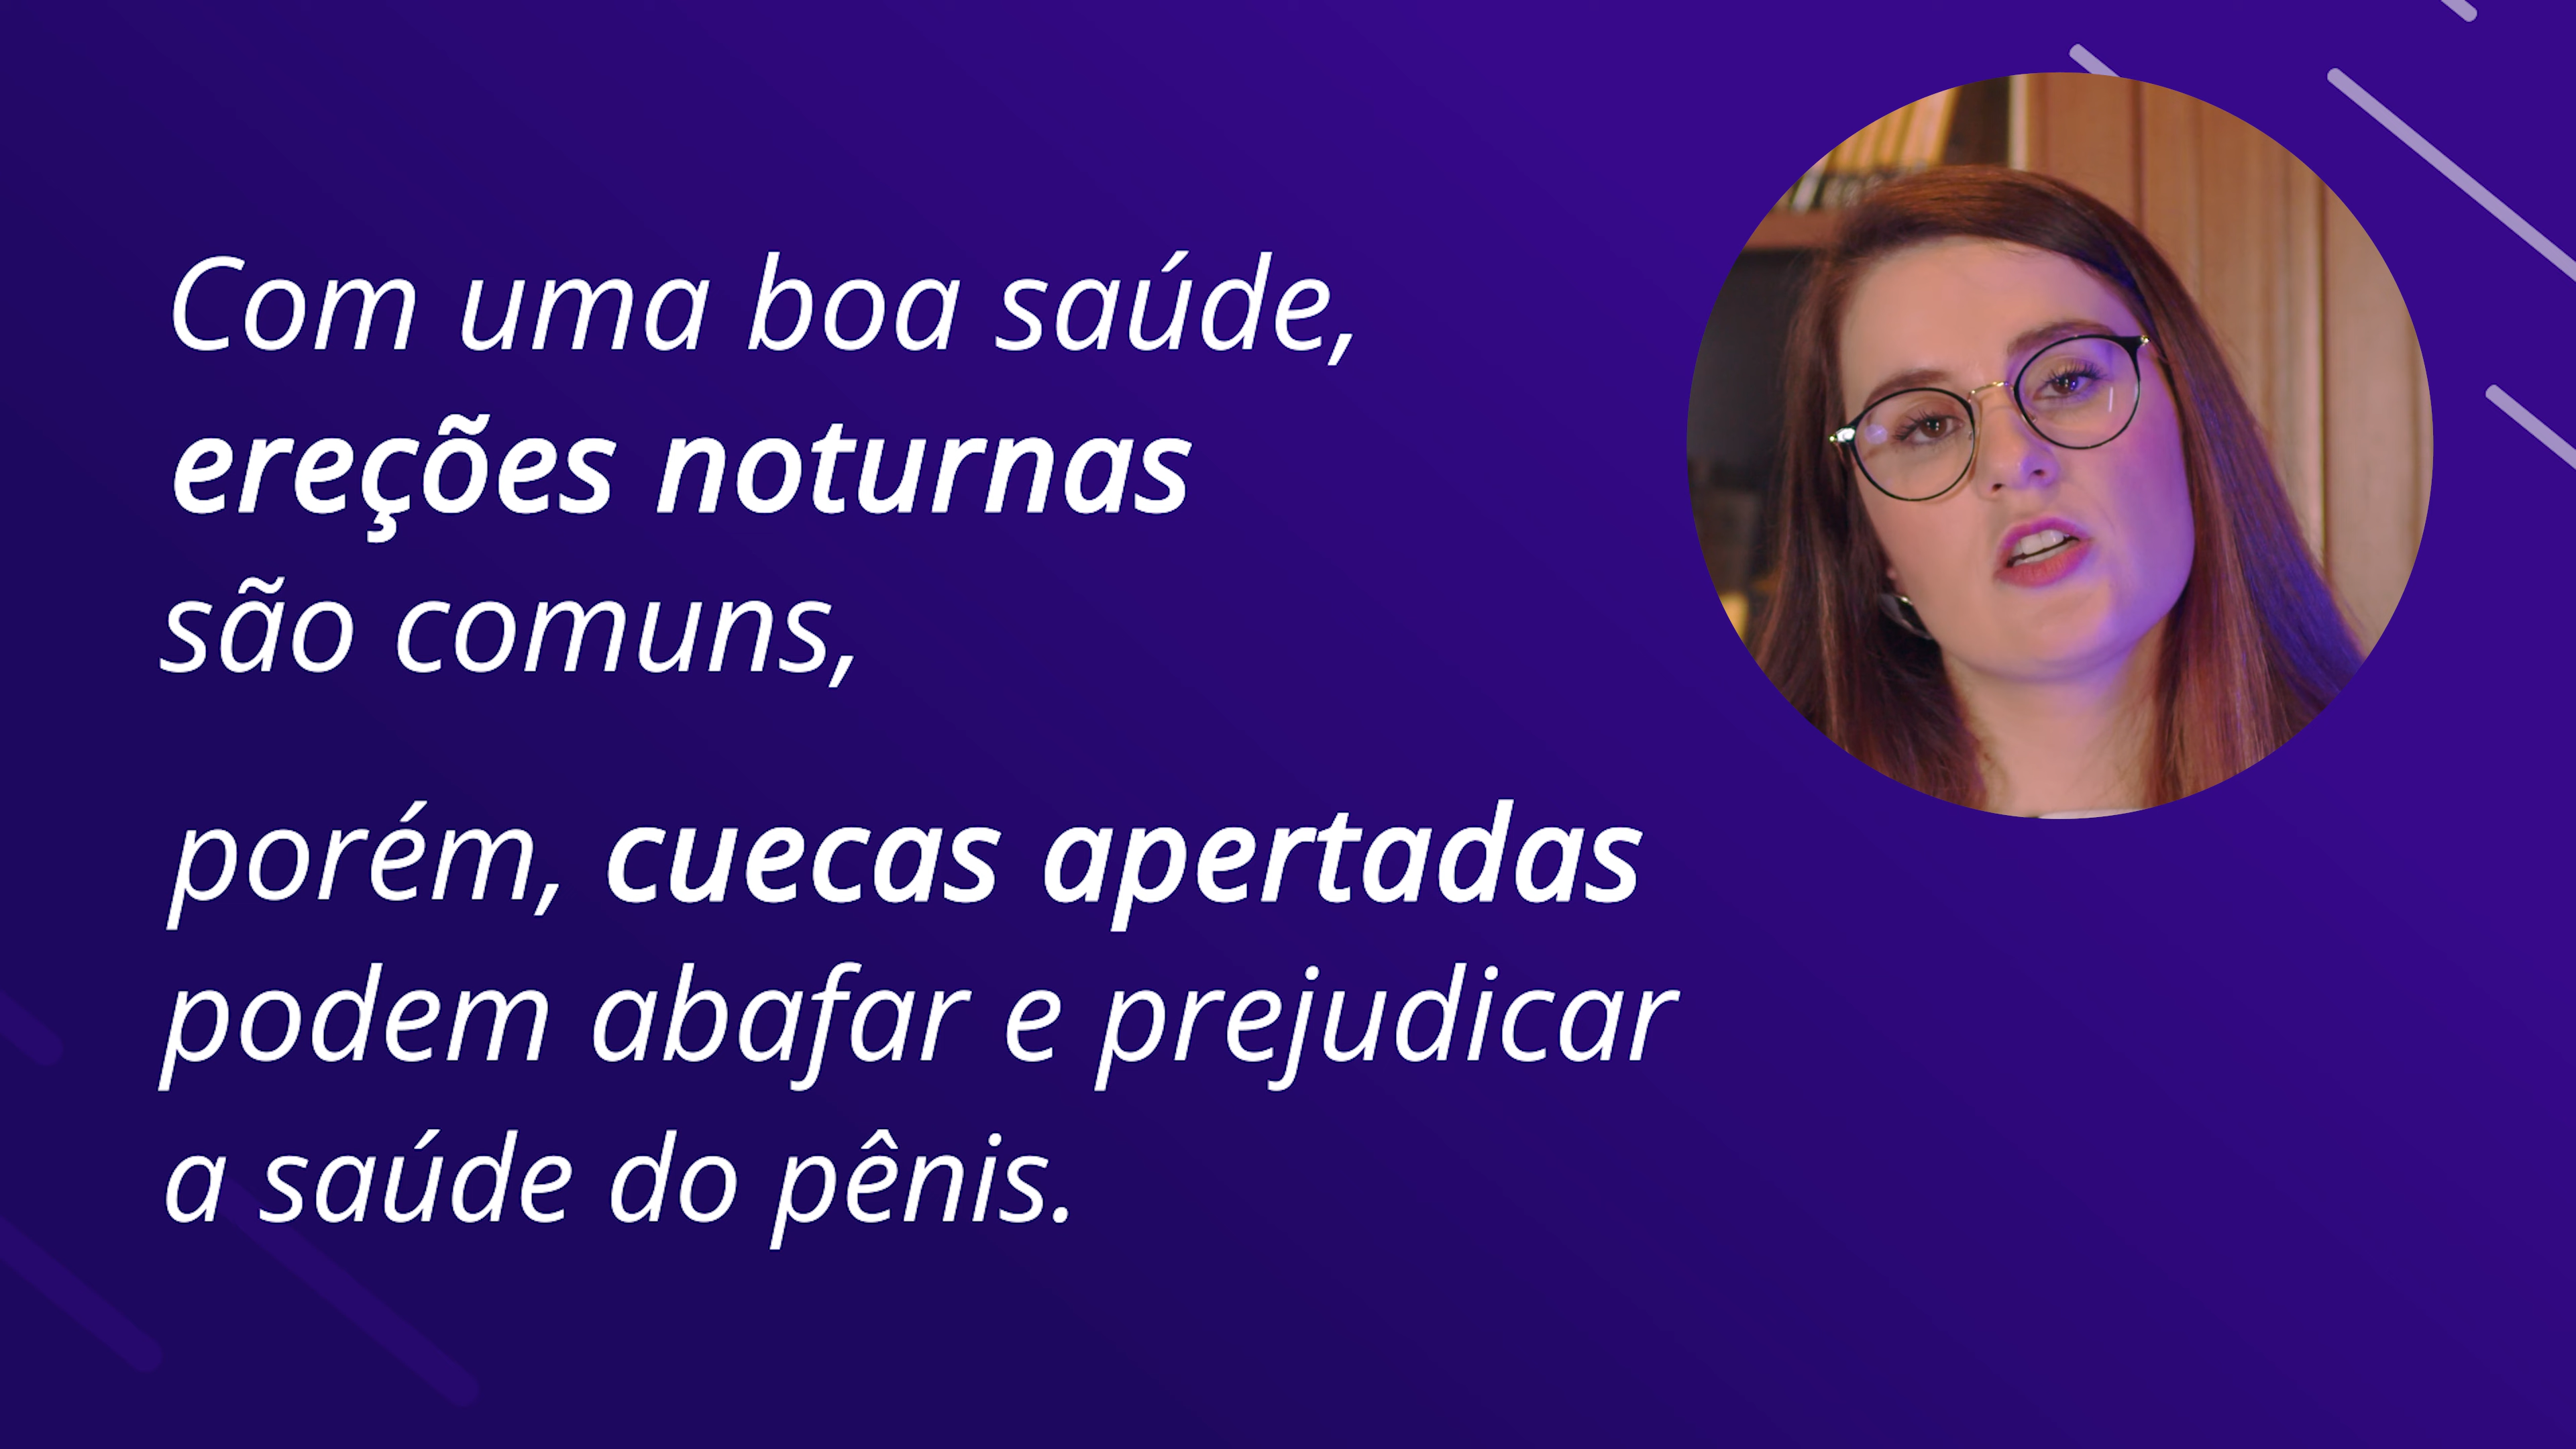 Com uma boa saúde,
ereções noturnas
são comuns,
porém, cuecas apertadas
podem abafar e prejudicar
a saúde do pênis.